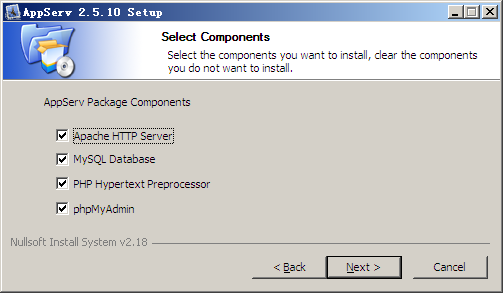 AppServ 2.5.10 Setup
Select Components
Select the components you want to install, clear the components
you do not want to install.
AppServ Package Components
Apache HTTP Server
MySQL Database
PHP Hypertext Preprocessor
phpMyAdmin
Nullsoft Install System v2.18
< Back
Next >
Cancel